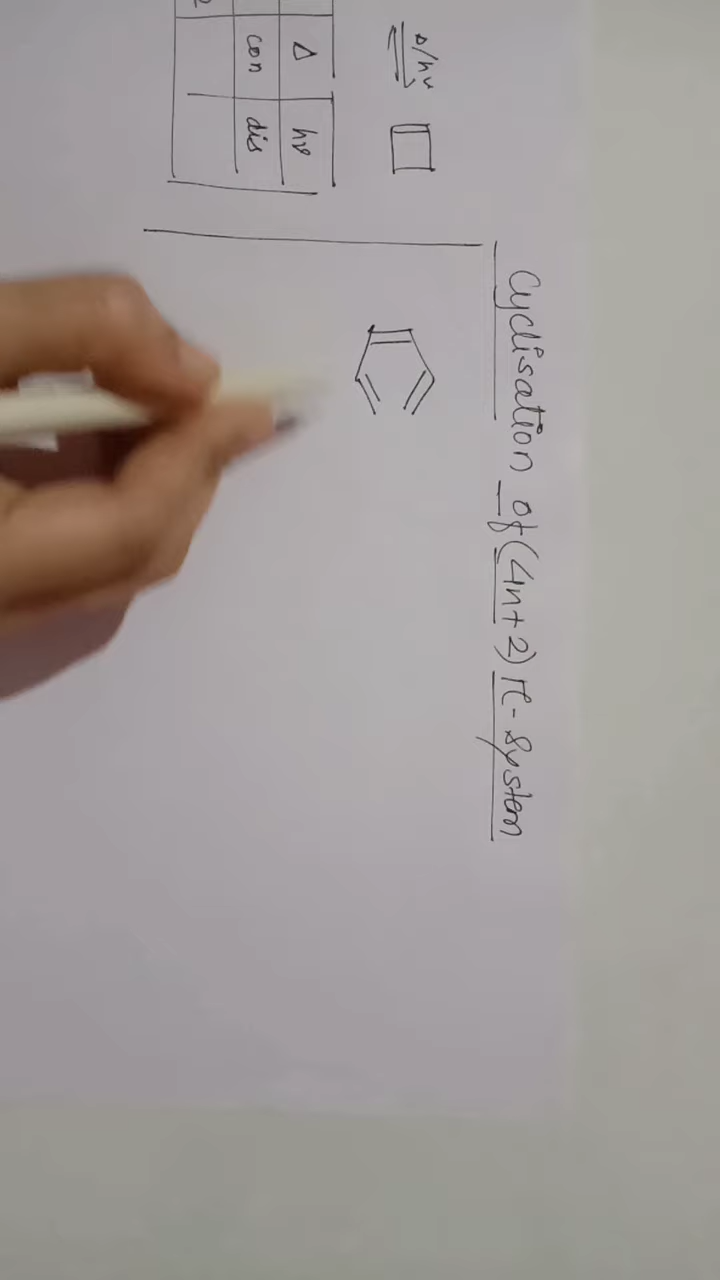 Cyclisation of (4n+2) π-System
Δ/hν
Δ hν
con dis